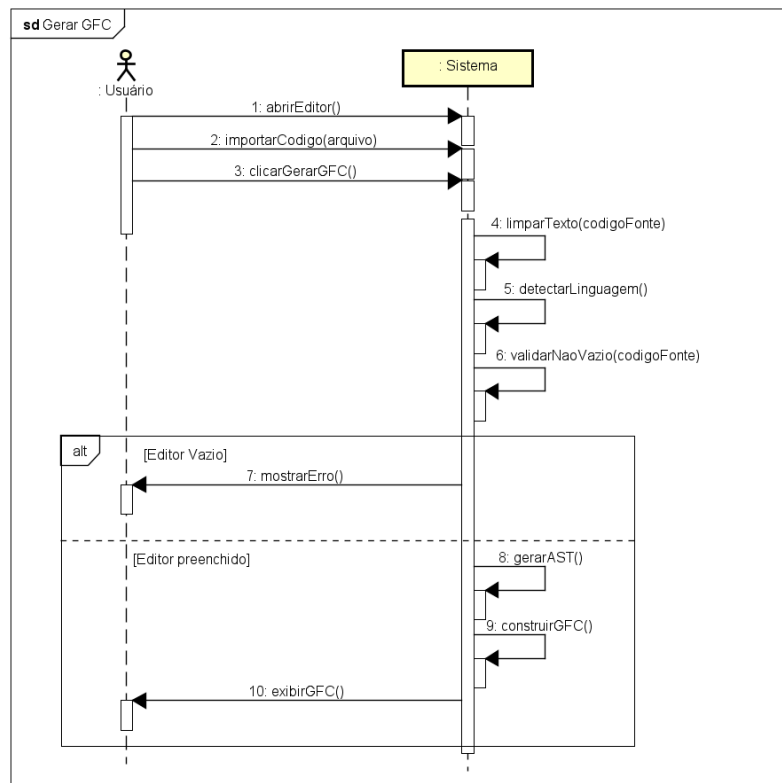 sd Gerar GFC
: Usuário
: Sistema
1: abrirEditor()
2: importarCodigo(arquivo)
3: clicarGerarGFC()
4: limparTexto(codigoFonte)
5: detectarLinguagem()
6: validarNaoVazio(codigoFonte)
alt
[Editor Vazio]
7: mostrarErro()
[Editor preenchido]
8: gerarAST()
9: construirGFC()
10: exibirGFC()